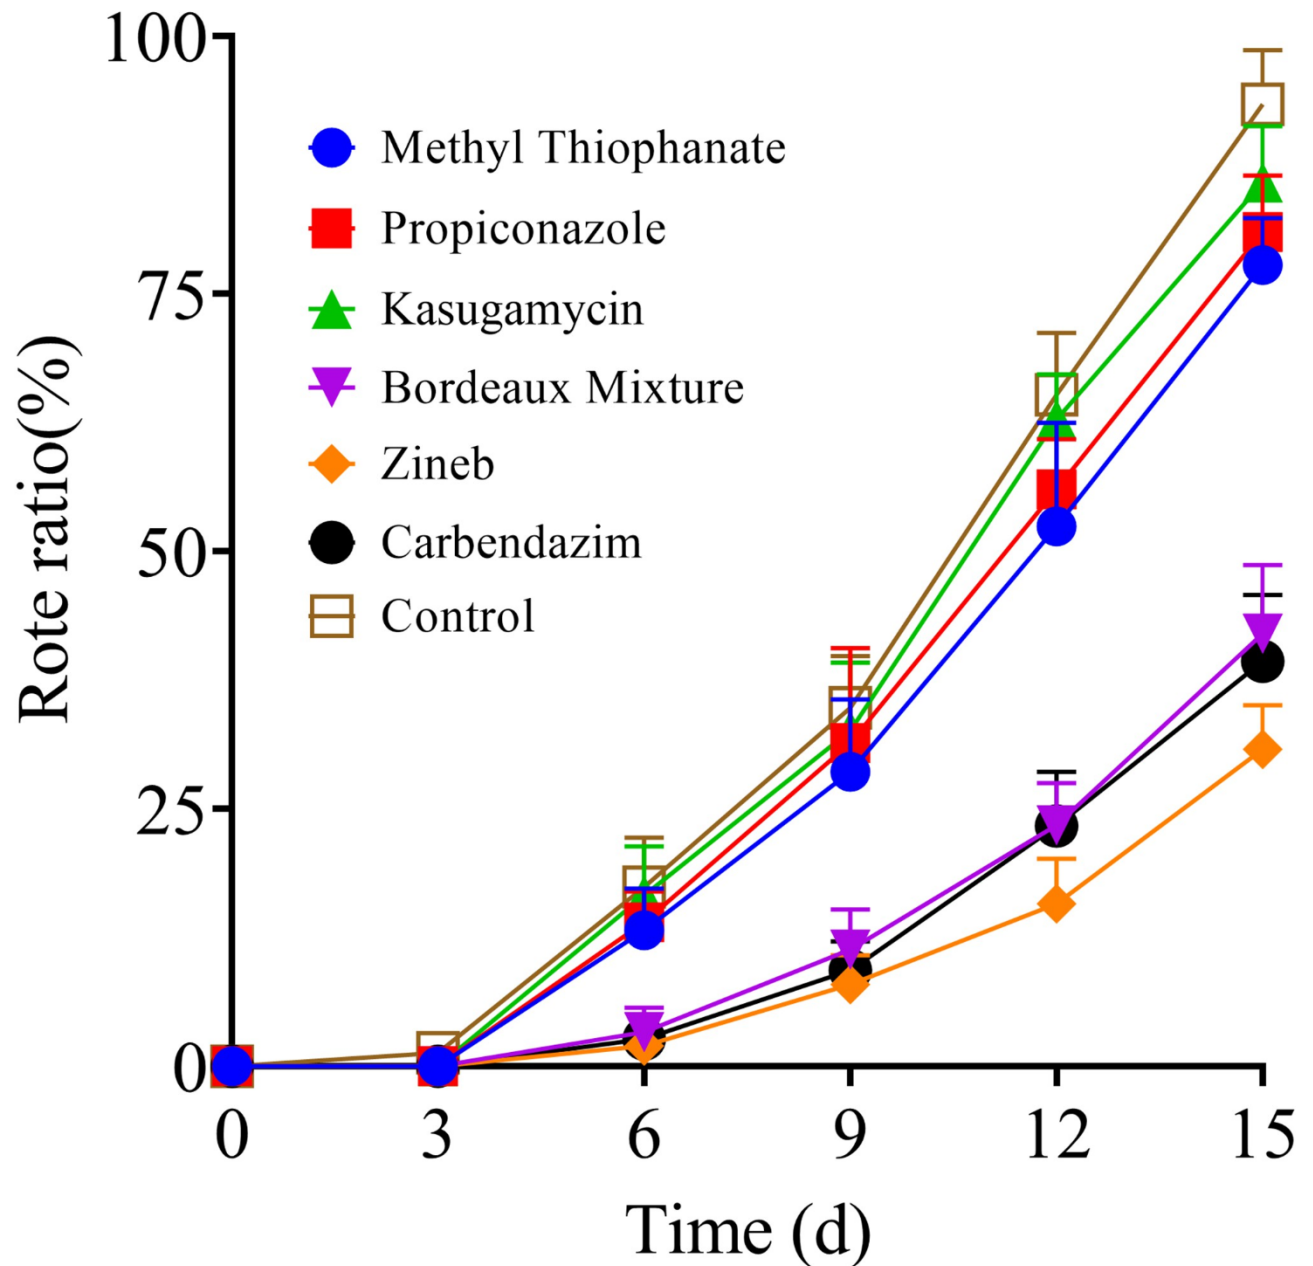 100
75
50
25
0
Rote ratio(%)
Methyl Thiophanate
Propiconazole
Kasugamycin
Bordeaux Mixture
Zineb
Carbendazim
Control
0 3 6 9 12 15
Time (d)